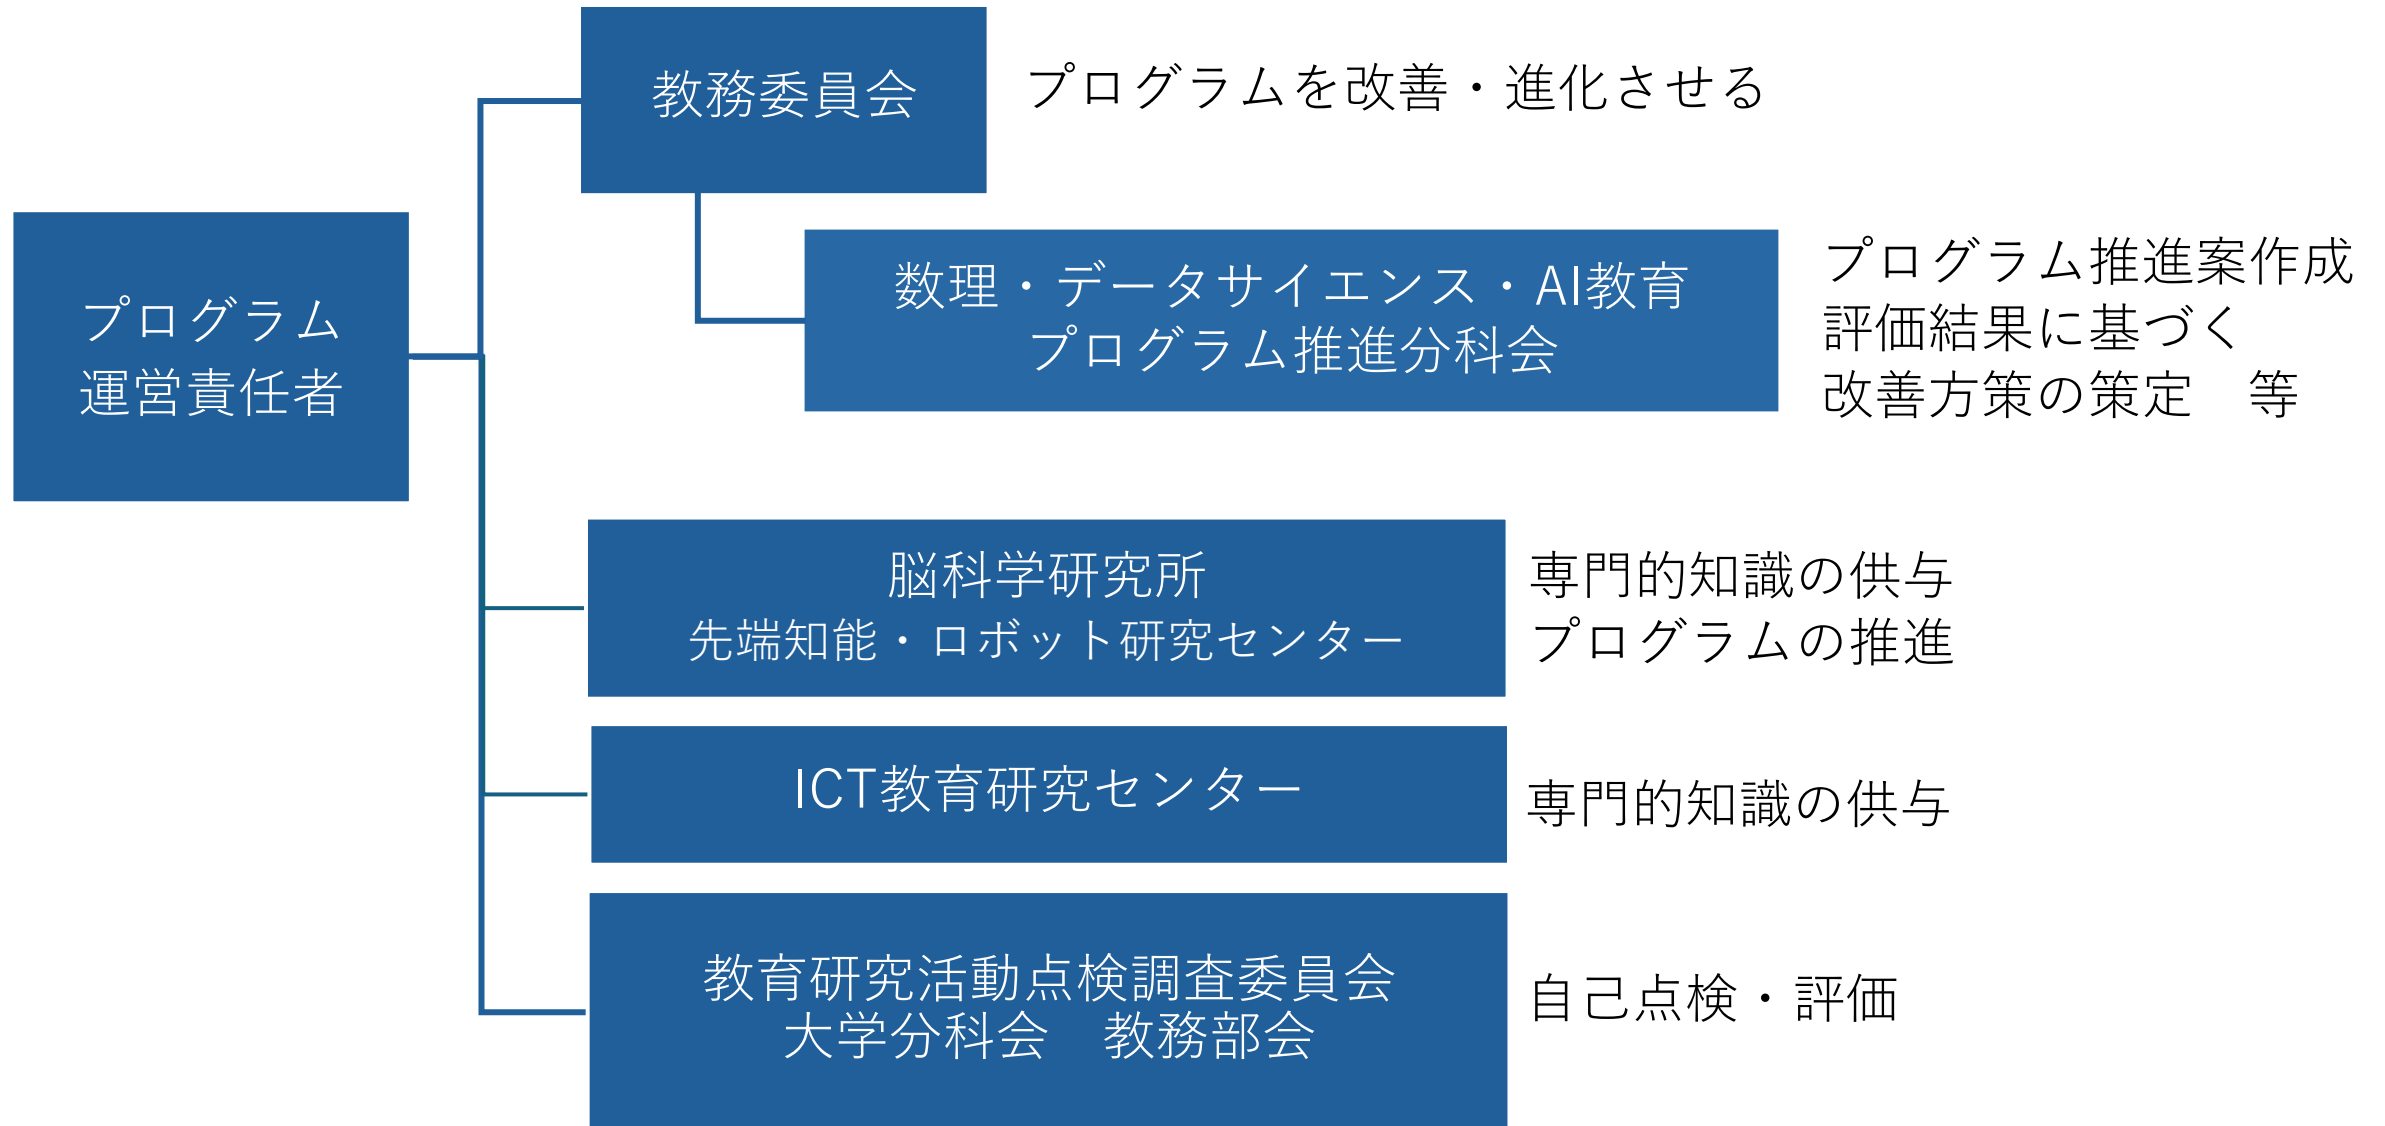 教務委員会
プログラムを改善・進化させる
プログラム
運営責任者
数理・データサイエンス・AI教育
プログラム推進分科会
プログラム推進案作成
評価結果に基づく
改善方策の策定　等
脳科学研究所
先端知能・ロボット研究センター
専門的知識の供与
プログラムの推進
ICT教育研究センター
専門的知識の供与
教育研究活動点検調査委員会
大学分科会　教務部会
自己点検・評価